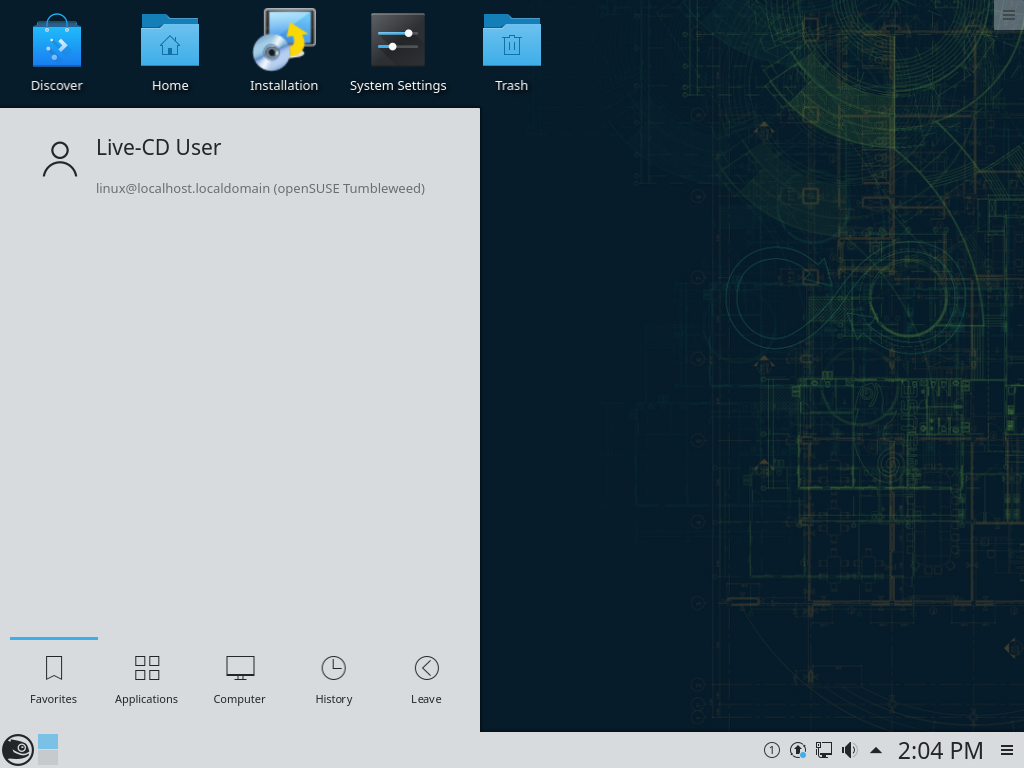 Discover
Home
Installation
System Settings
Trash
Live-CD User
linux@localhost.localdomain (openSUSE Tumbleweed)
Favorites
Applications
Computer
History
Leave
1
2:04 PM